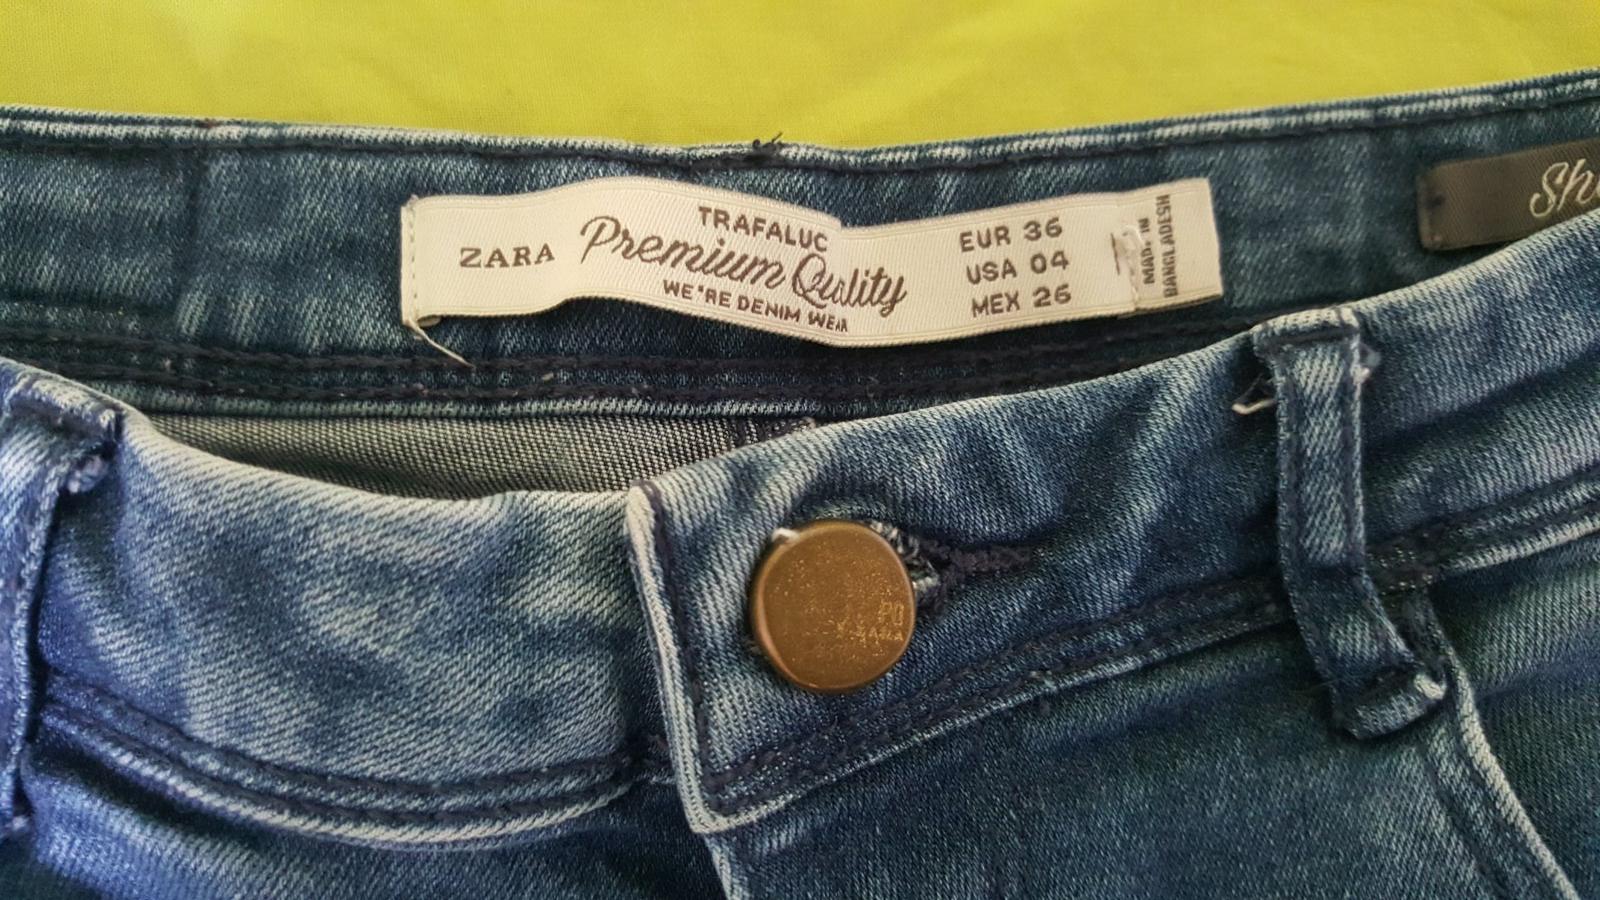 ZARA
TRAFALUC
Premium Quality
WE'RE DENIM WEAR
EUR 36
USA 04
MEX 26
MADE IN
BANGLADESH